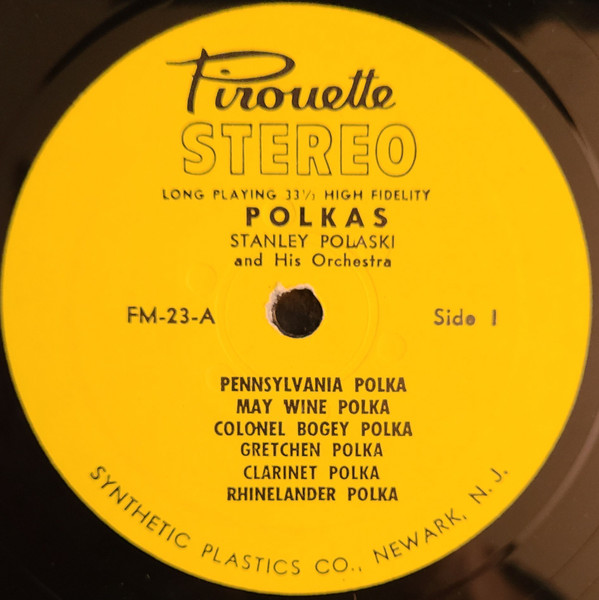 Pirouette
STEREO
LONG PLAYING 33⅓ HIGH FIDELITY
POLKAS
STANLEY POLASKI
and His Orchestra
FM-23-A
Side 1
PENNSYLVANIA POLKA
MAY WINE POLKA
COLONEL BOGEY POLKA
GRETCHEN POLKA
CLARINET POLKA
RHINELANDER POLKA
SYNTHETIC PLASTICS CO., NEWARK, N. J.